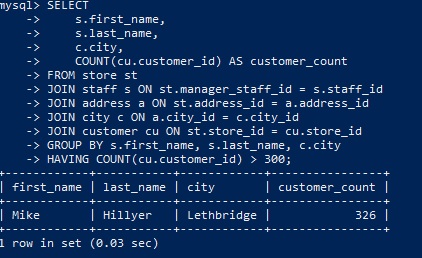 mysql> SELECT
    ->     s.first_name,
    ->     s.last_name,
    ->     c.city,
    ->     COUNT(cu.customer_id) AS customer_count
    -> FROM store st
    -> JOIN staff s ON st.manager_staff_id = s.staff_id
    -> JOIN address a ON st.address_id = a.address_id
    -> JOIN city c ON a.city_id = c.city_id
    -> JOIN customer cu ON st.store_id = cu.store_id
    -> GROUP BY s.first_name, s.last_name, c.city
    -> HAVING COUNT(cu.customer_id) > 300;
+------------+-----------+------------+----------------+
| first_name | last_name | city       | customer_count |
+------------+-----------+------------+----------------+
| Mike       | Hillyer   | Lethbridge |            326 |
+------------+-----------+------------+----------------+
1 row in set (0.03 sec)